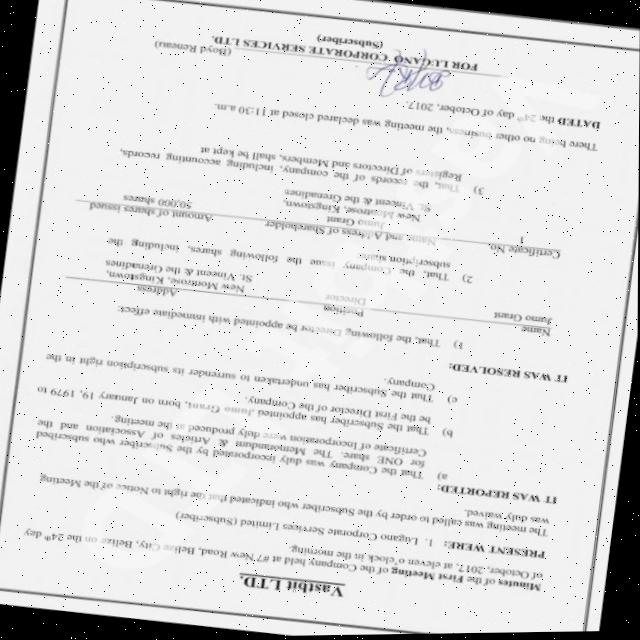 Vastbit LTD.
Minutes of the First Meeting of the Company held at #7 New Road, Belize City, Belize on the 24th day
of October, 2017, at eleven o'clock in the morning.
PRESENT WERE: 1. Lugano Corporate Services Limited (Subscriber)
The meeting was called to order by the Subscriber who indicated that the right to Notice of the Meeting
was duly waived.
IT WAS REPORTED:
a) That the Company was duly incorporated by the Subscriber who subscribed
for ONE share. The Memorandum & Articles of Association and the
Certificate of Incorporation were duly produced at the meeting.
b) That the Subscriber has appointed Jumo Grant, born on January 19, 1979 to
be the First Director of the Company.
c) That the Subscriber has undertaken to surrender its subscription right in the
Company.
IT WAS RESOLVED:
1) That, the following Director be appointed with immediate effect:
Name Position Address
Jumo Grant Director New Montrose, Kingstown,
St. Vincent & the Grenadines
2) That, the Company issue the following shares, including the
subscription share:
Certificate No. Name and Address of Shareholder Amount of shares issued
1 Jumo Grant 50,000 shares
New Montrose, Kingstown,
St. Vincent & the Grenadines
3) That, the records of the company, including accounting records,
Registers of Directors and Members, shall be kept at
There being no other business, the meeting was declared closed at 11:30 a.m.
DATED the 24th day of October, 2017.
FOR LUGANO CORPORATE SERVICES LTD.
(Subscriber) (Boyd Reneau)